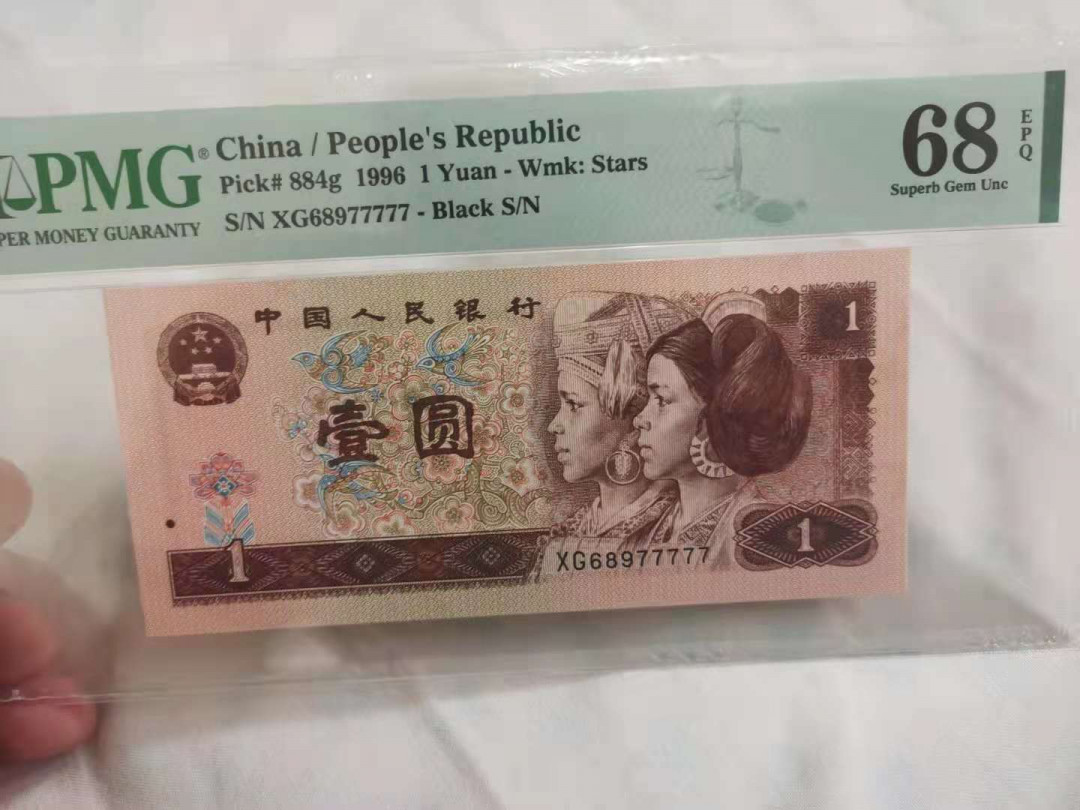 PMG® China / People's Republic
Pick# 884g 1996 1 Yuan - Wmk: Stars
S/N XG68977777 - Black S/N
PER MONEY GUARANTY
68
EPQ
Superb Gem Unc
中国人民银行
1
壹圆
1
1
XG68977777